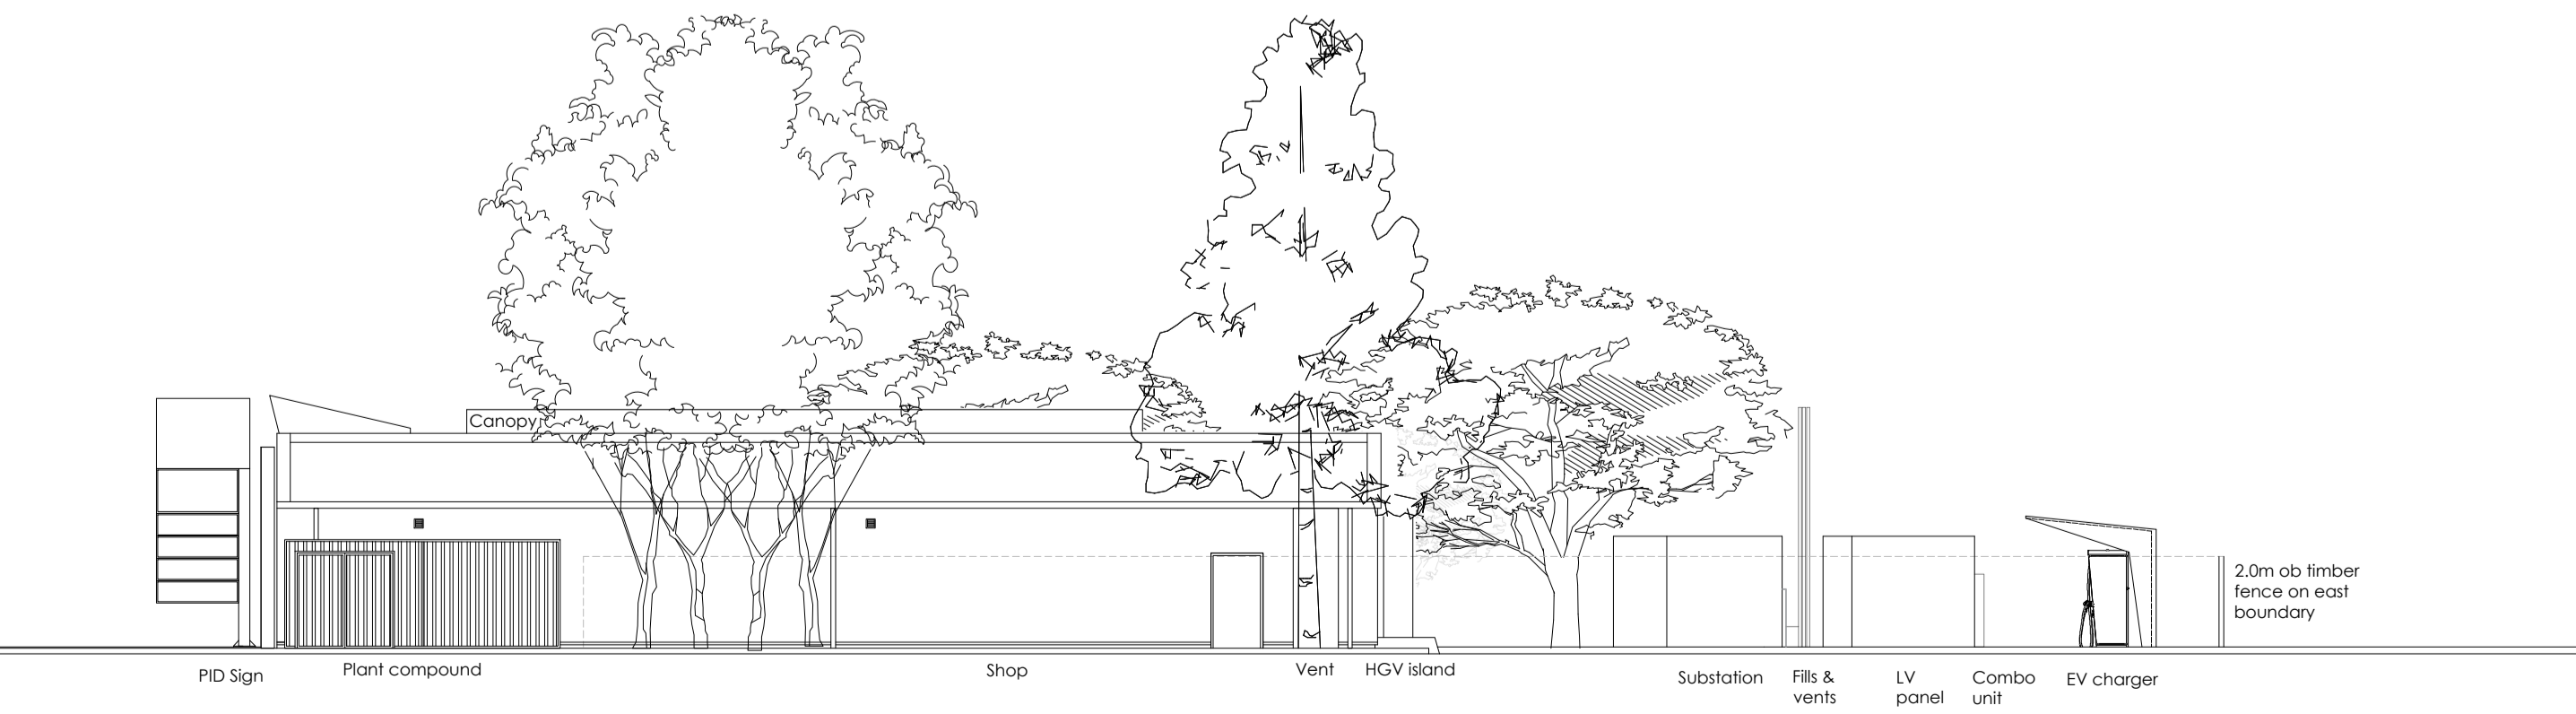 Canopy
2.0m ob timber
fence on east
boundary
PID Sign
Plant compound
Shop
Vent
HGV island
Substation
Fills &
vents
LV
panel
Combo
unit
EV charger